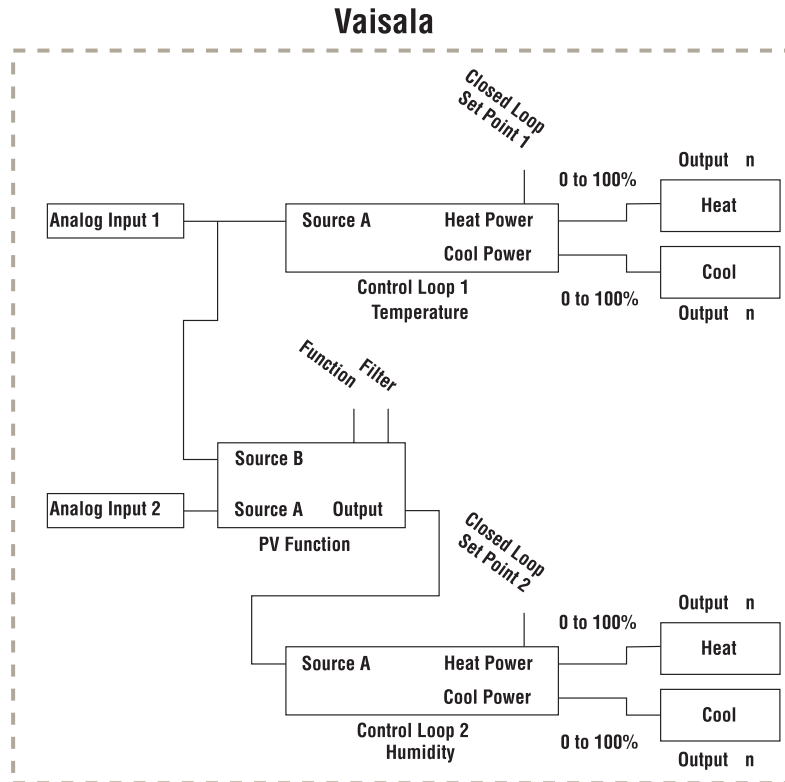 Vaisala
Closed Loop
Set Point 1
Output n
0 to 100%
Heat
Analog Input 1
Source A
Heat Power
Cool Power
Cool
Control Loop 1
Temperature
0 to 100%
Output n
Function
Filter
Source B
Analog Input 2
Source A
Output
PV Function
Closed Loop
Set Point 2
Output n
0 to 100%
Heat
Source A
Heat Power
Cool Power
Cool
Control Loop 2
Humidity
0 to 100%
Output n